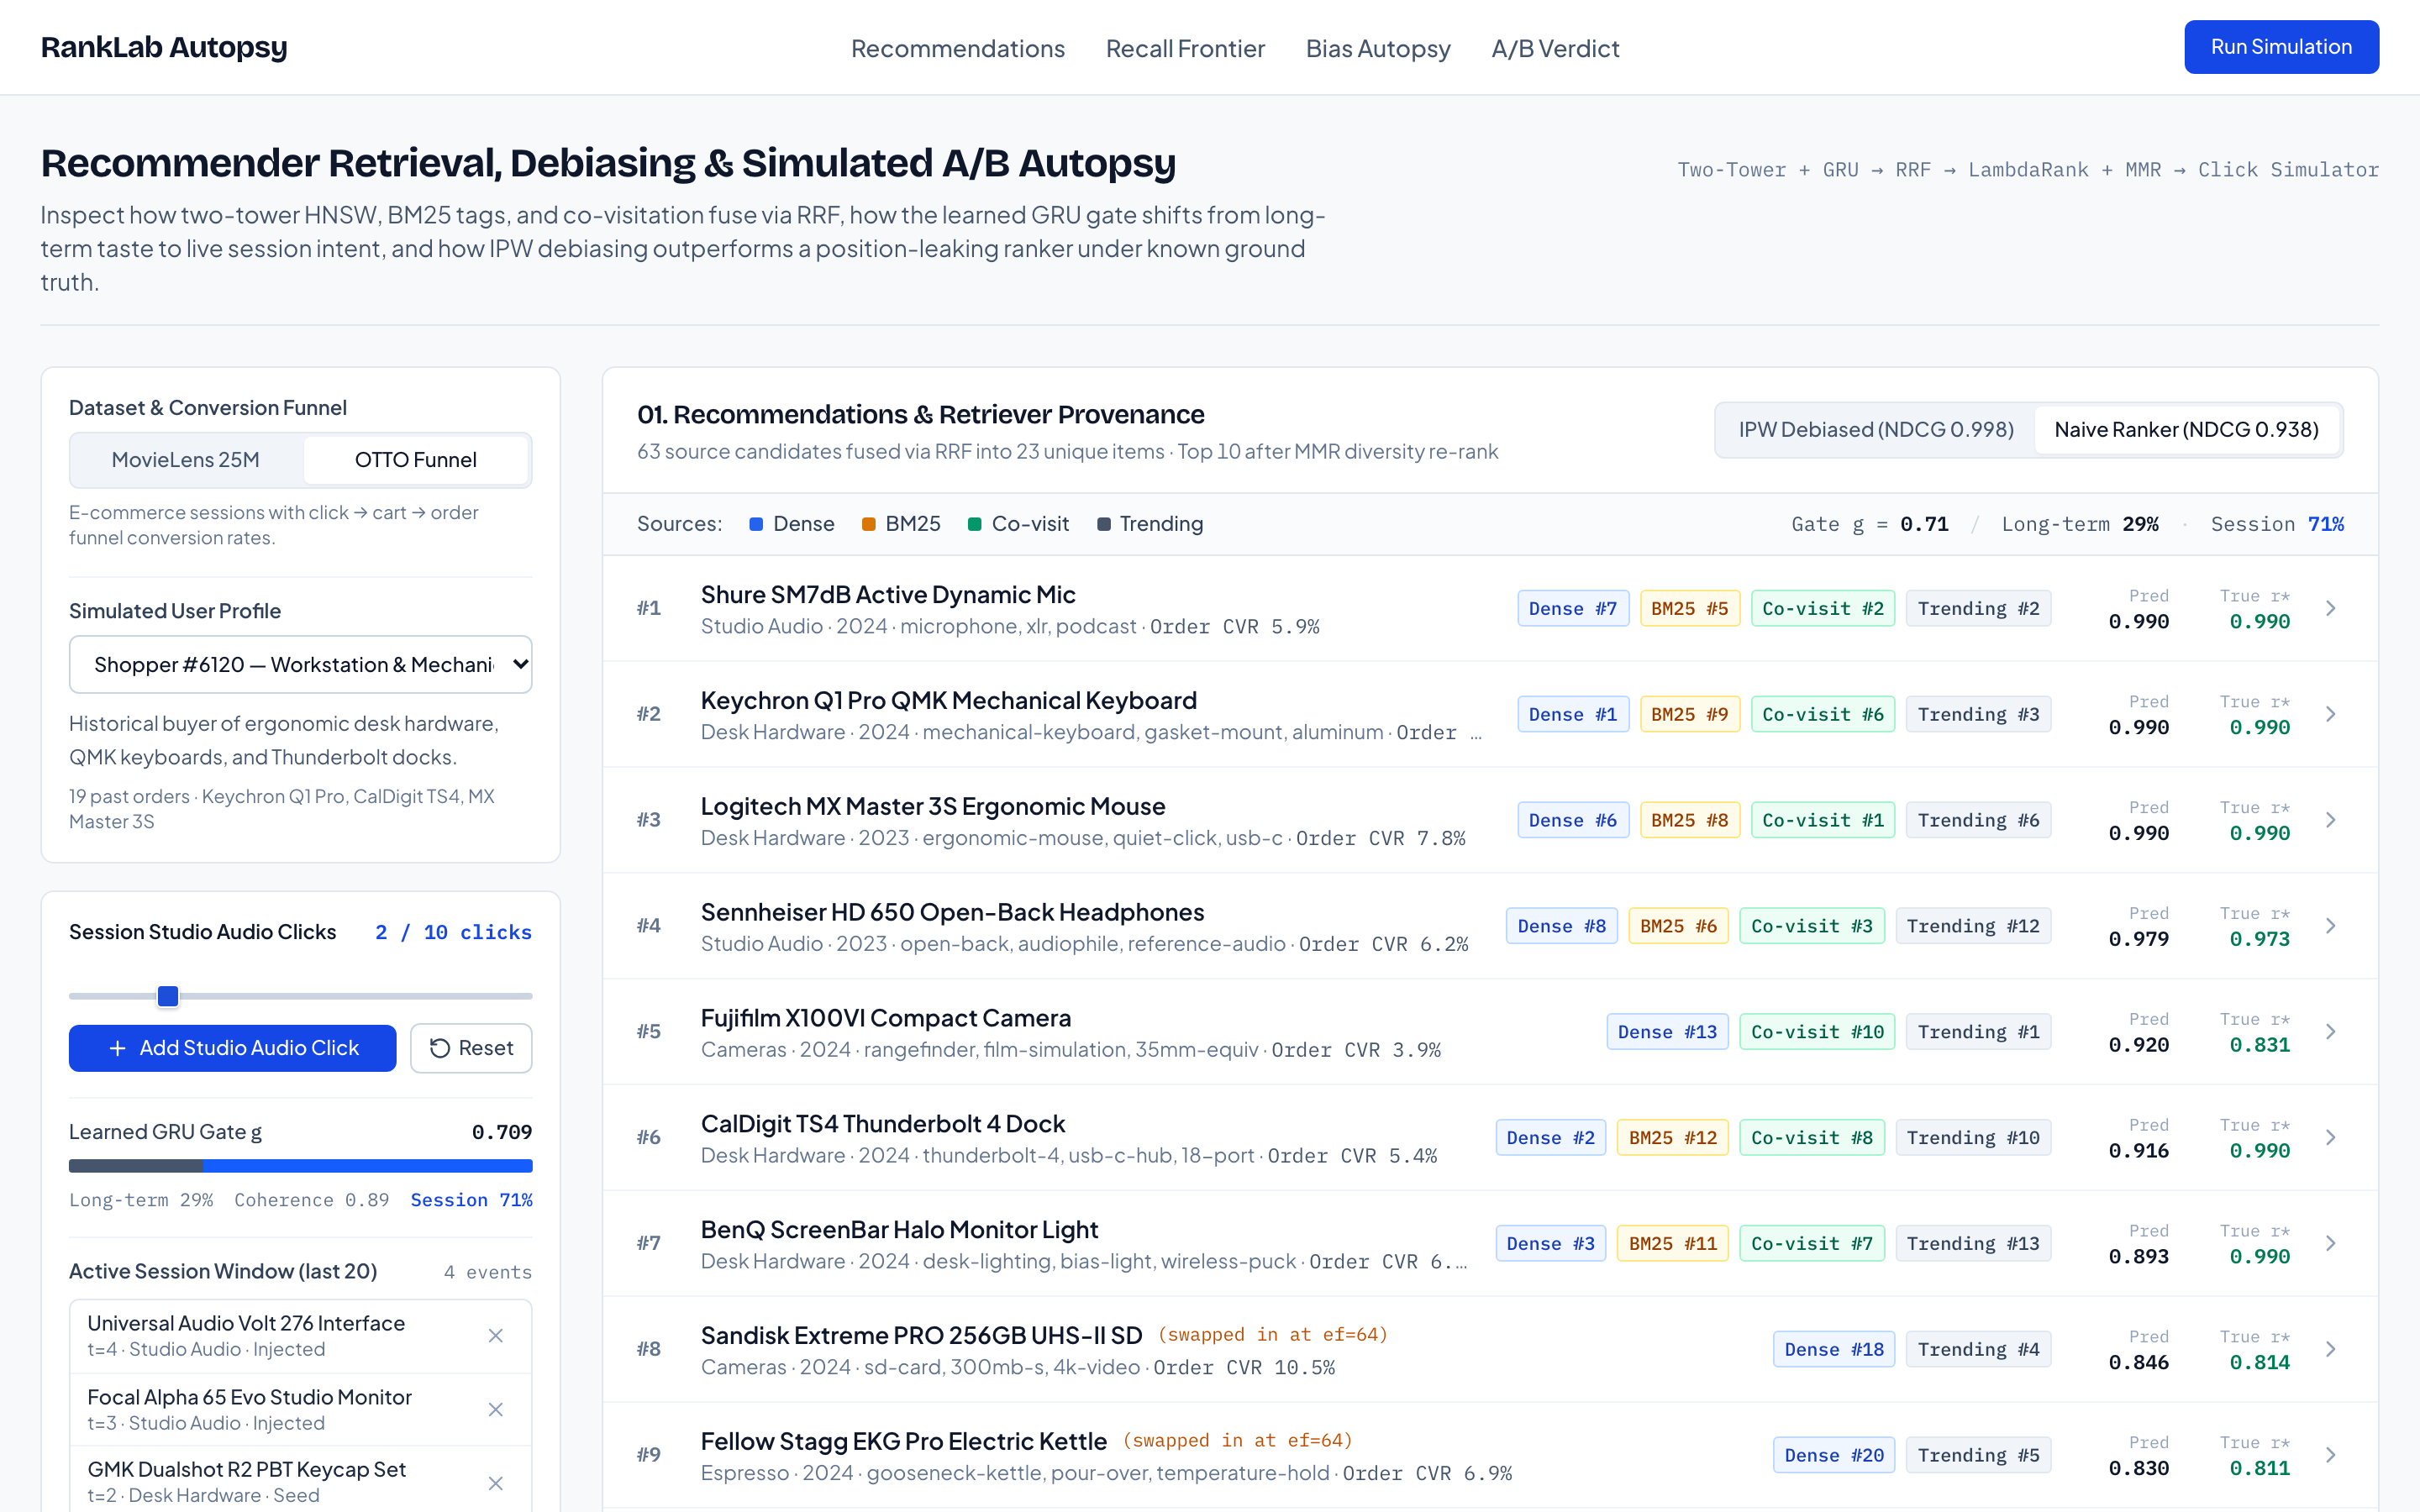 RankLab Autopsy
Recommendations
Recall Frontier
Bias Autopsy
A/B Verdict
Run Simulation
Recommender Retrieval, Debiasing & Simulated A/B Autopsy
Two-Tower + GRU → RRF → LambdaRank + MMR → Click Simulator
Inspect how two-tower HNSW, BM25 tags, and co-visitation fuse via RRF, how the learned GRU gate shifts from long-
term taste to live session intent, and how IPW debiasing outperforms a position-leaking ranker under known ground
truth.
Dataset & Conversion Funnel
MovieLens 25M
OTTO Funnel
E-commerce sessions with click → cart → order
funnel conversion rates.
Simulated User Profile
Shopper #6120 — Workstation & Mechani
Historical buyer of ergonomic desk hardware,
QMK keyboards, and Thunderbolt docks.
19 past orders · Keychron Q1 Pro, CalDigit TS4, MX
Master 3S
Session Studio Audio Clicks 2 / 10 clicks
+ Add Studio Audio Click
Reset
Learned GRU Gate g 0.709
Long-term 29% Coherence 0.89 Session 71%
Active Session Window (last 20) 4 events
Universal Audio Volt 276 Interface
t=4 · Studio Audio · Injected
Focal Alpha 65 Evo Studio Monitor
t=3 · Studio Audio · Injected
GMK Dualshot R2 PBT Keycap Set
t=2 · Desk Hardware · Seed
01. Recommendations & Retriever Provenance
63 source candidates fused via RRF into 23 unique items · Top 10 after MMR diversity re-rank
IPW Debiased (NDCG 0.998)
Naive Ranker (NDCG 0.938)
Sources: Dense BM25 Co-visit Trending
Gate g = 0.71 / Long-term 29% · Session 71%
#1 Shure SM7dB Active Dynamic Mic
Studio Audio · 2024 · microphone, xlr, podcast · Order CVR 5.9%
Dense #7 BM25 #5 Co-visit #2 Trending #2
Pred True r*
0.990 0.990
#2 Keychron Q1 Pro QMK Mechanical Keyboard
Desk Hardware · 2024 · mechanical-keyboard, gasket-mount, aluminum · Order …
Dense #1 BM25 #9 Co-visit #6 Trending #3
Pred True r*
0.990 0.990
#3 Logitech MX Master 3S Ergonomic Mouse
Desk Hardware · 2023 · ergonomic-mouse, quiet-click, usb-c · Order CVR 7.8%
Dense #6 BM25 #8 Co-visit #1 Trending #6
Pred True r*
0.990 0.990
#4 Sennheiser HD 650 Open-Back Headphones
Studio Audio · 2023 · open-back, audiophile, reference-audio · Order CVR 6.2%
Dense #8 BM25 #6 Co-visit #3 Trending #12
Pred True r*
0.979 0.973
#5 Fujifilm X100VI Compact Camera
Cameras · 2024 · rangefinder, film-simulation, 35mm-equiv · Order CVR 3.9%
Dense #13 Co-visit #10 Trending #1
Pred True r*
0.920 0.831
#6 CalDigit TS4 Thunderbolt 4 Dock
Desk Hardware · 2024 · thunderbolt-4, usb-c-hub, 18-port · Order CVR 5.4%
Dense #2 BM25 #12 Co-visit #8 Trending #10
Pred True r*
0.916 0.990
#7 BenQ ScreenBar Halo Monitor Light
Desk Hardware · 2024 · desk-lighting, bias-light, wireless-puck · Order CVR 6.…
Dense #3 BM25 #11 Co-visit #7 Trending #13
Pred True r*
0.893 0.990
#8 Sandisk Extreme PRO 256GB UHS-II SD (swapped in at ef=64)
Cameras · 2024 · sd-card, 300mb-s, 4k-video · Order CVR 10.5%
Dense #18 Trending #4
Pred True r*
0.846 0.814
#9 Fellow Stagg EKG Pro Electric Kettle (swapped in at ef=64)
Espresso · 2024 · gooseneck-kettle, pour-over, temperature-hold · Order CVR 6.9%
Dense #20 Trending #5
Pred True r*
0.830 0.811